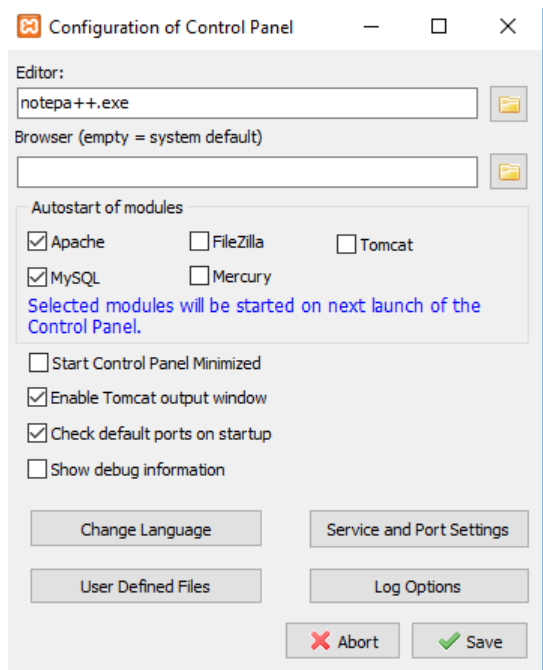 Configuration of Control Panel
Editor:
notepa++.exe
Browser (empty = system default)
Autostart of modules
Apache
FileZilla
Tomcat
MySQL
Mercury
Selected modules will be started on next launch of the
Control Panel.
Start Control Panel Minimized
Enable Tomcat output window
Check default ports on startup
Show debug information
Change Language
Service and Port Settings
User Defined Files
Log Options
Abort
Save